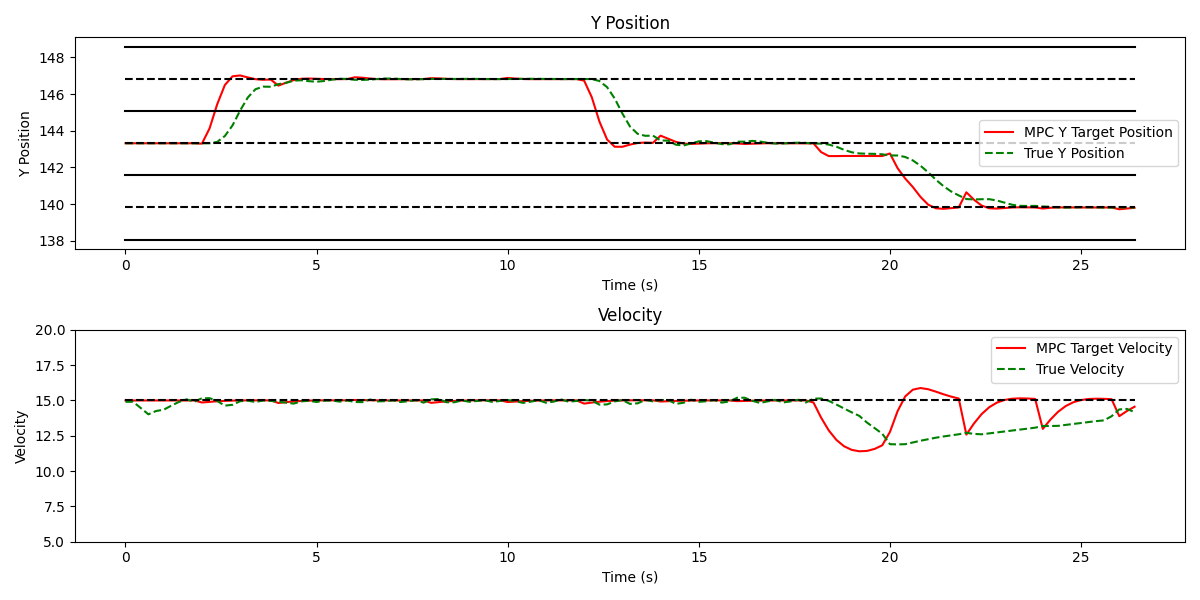 Y Position
148
146
144
142
140
138
Y Position
MPC Y Target Position
True Y Position
0 5 10 15 20 25
Time (s)
Velocity
20.0
17.5
15.0
12.5
10.0
7.5
5.0
Velocity
MPC Target Velocity
True Velocity
0 5 10 15 20 25
Time (s)